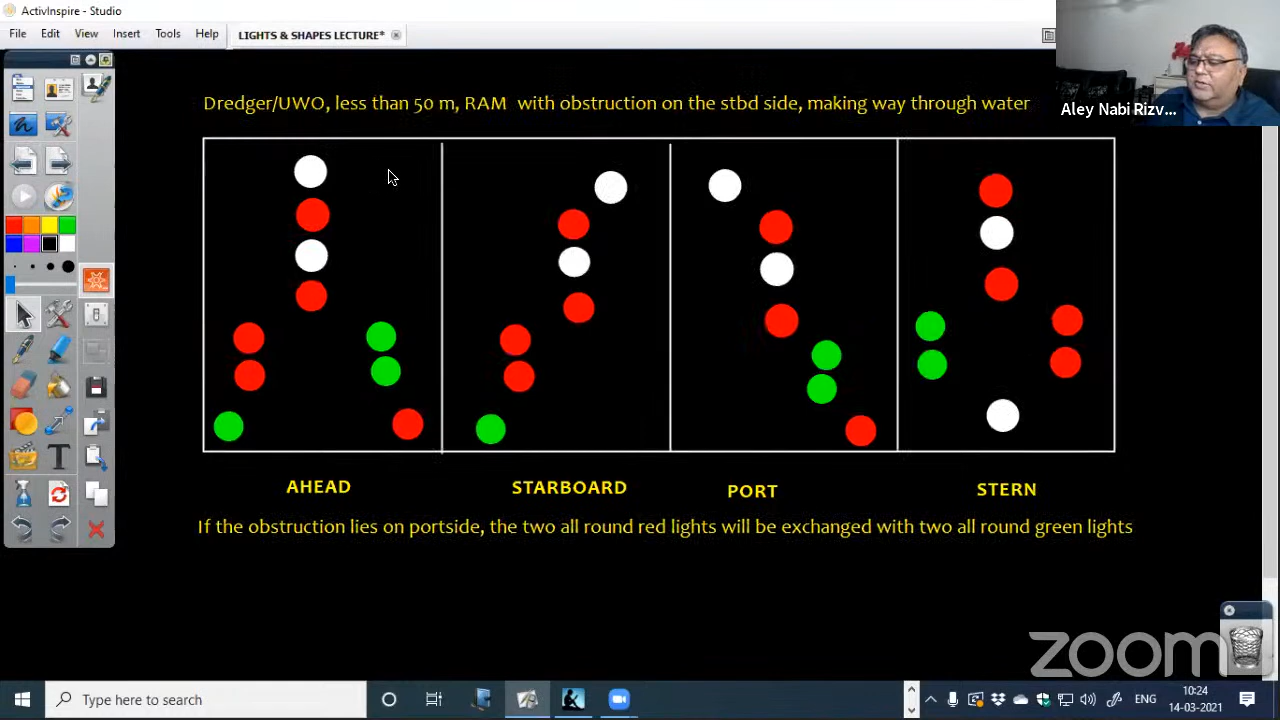 ActivInspire - Studio
File Edit View Insert Tools Help LIGHTS & SHAPES LECTURE*
Dredger/UWO, less than 50 m, RAM with obstruction on the stbd side, making way through water
Aley Nabi Rizv...
AHEAD STARBOARD PORT STERN
If the obstruction lies on portside, the two all round red lights will be exchanged with two all round green lights
zoom
Type here to search
ENG
10:24
14-03-2021